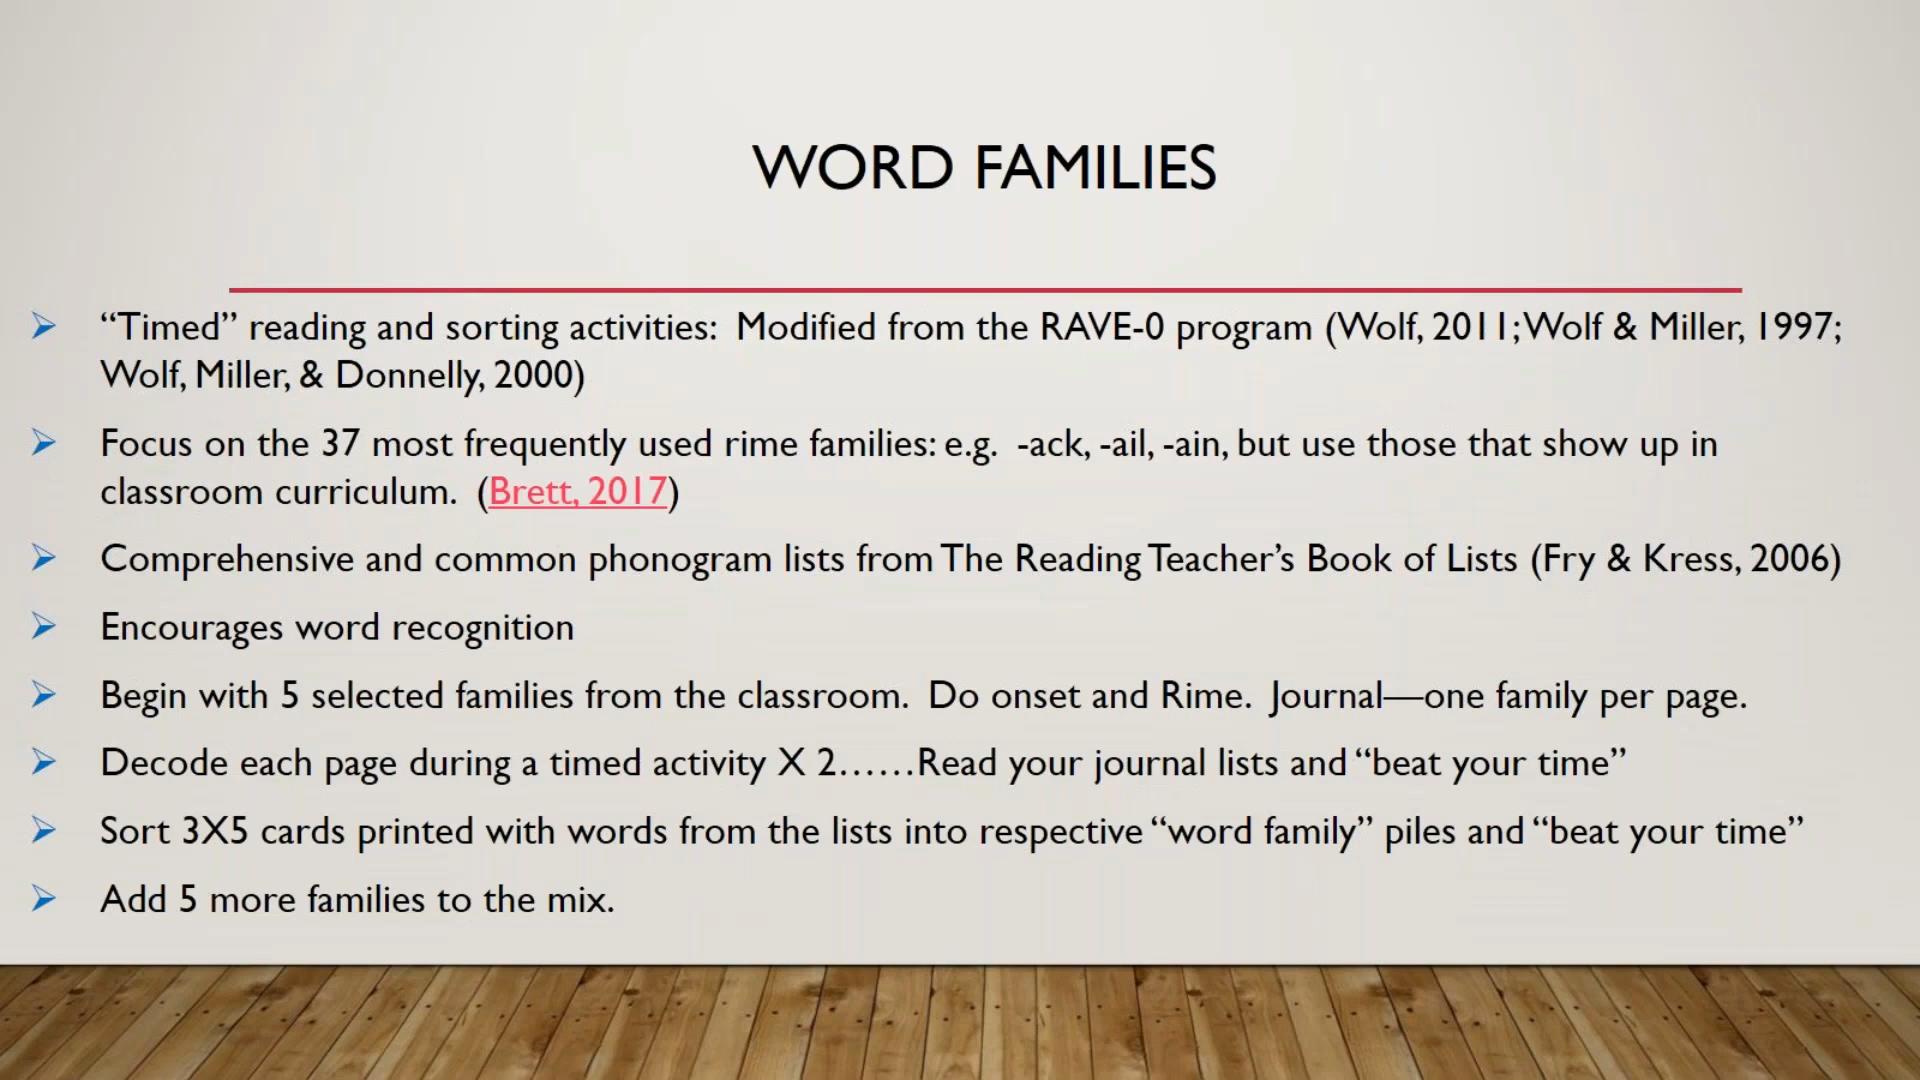 WORD FAMILIES
“Timed” reading and sorting activities: Modified from the RAVE-0 program (Wolf, 2011; Wolf & Miller, 1997;
Wolf, Miller, & Donnelly, 2000)
Focus on the 37 most frequently used rime families: e.g. -ack, -ail, -ain, but use those that show up in
classroom curriculum. (Brett, 2017)
Comprehensive and common phonogram lists from The Reading Teacher’s Book of Lists (Fry & Kress, 2006)
Encourages word recognition
Begin with 5 selected families from the classroom. Do onset and Rime. Journal—one family per page.
Decode each page during a timed activity X 2……Read your journal lists and “beat your time”
Sort 3X5 cards printed with words from the lists into respective “word family” piles and “beat your time”
Add 5 more families to the mix.